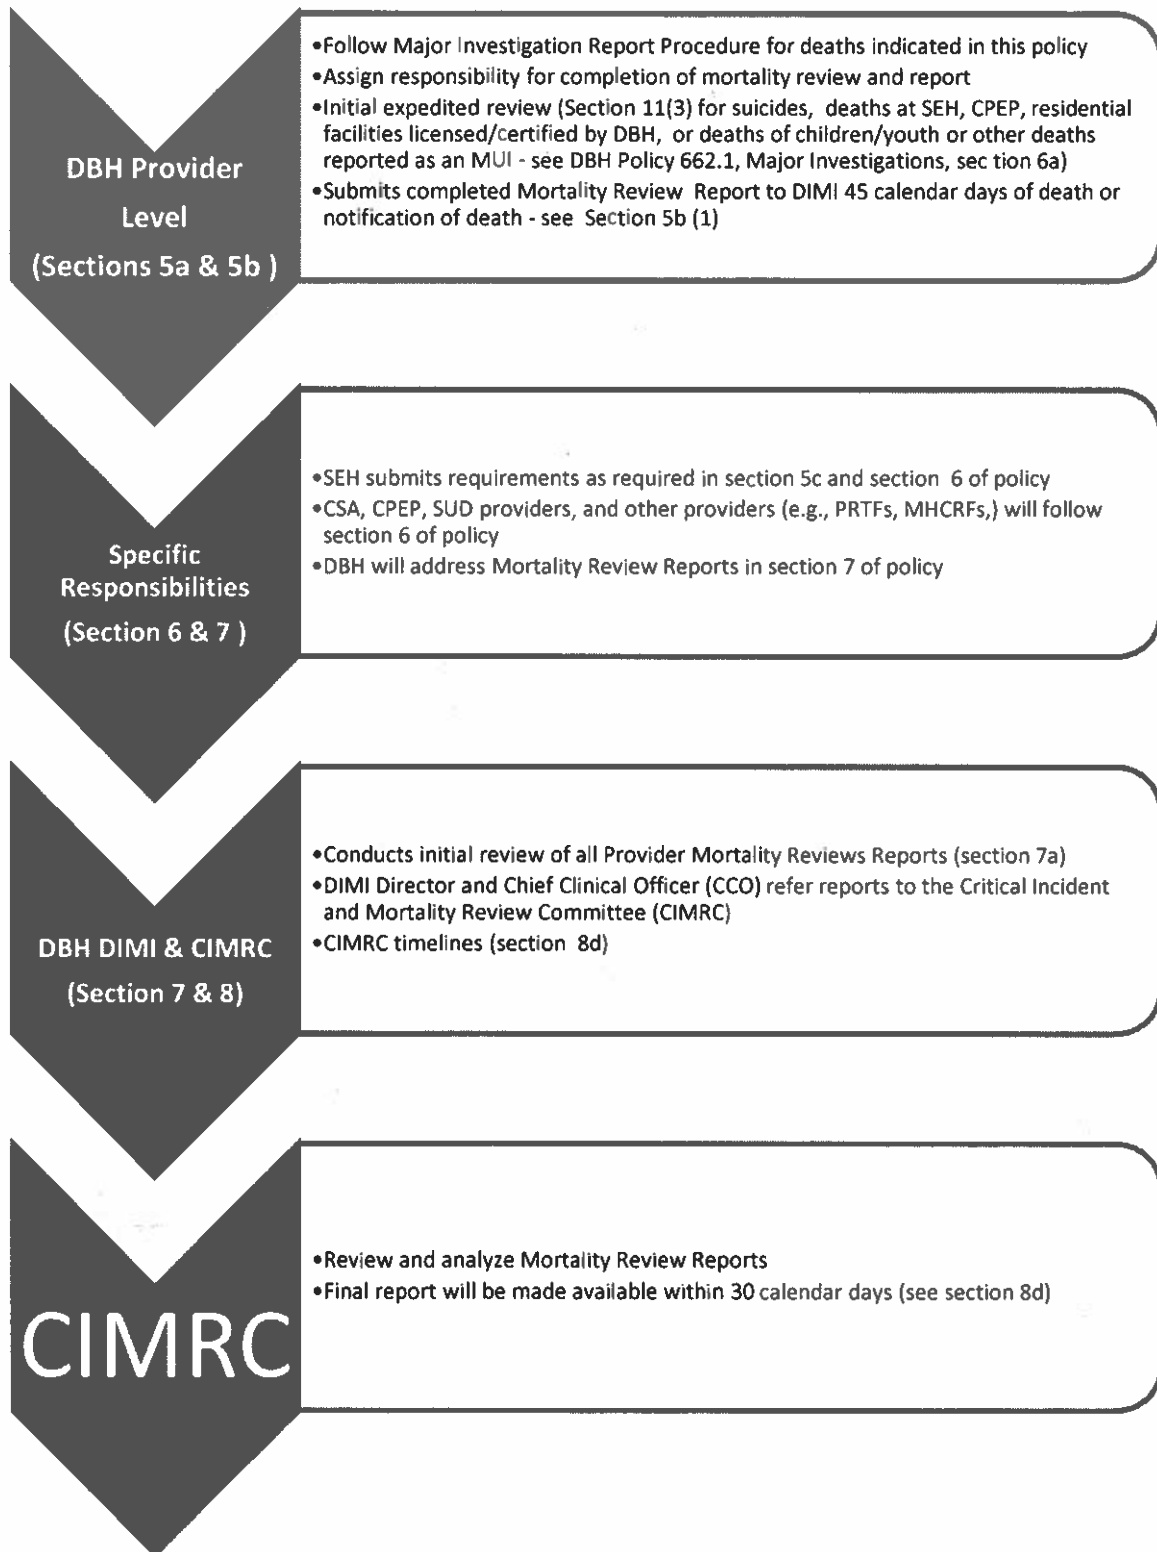 DBH Provider
Level
(Sections 5a & 5b )
•Follow Major Investigation Report Procedure for deaths indicated in this policy
•Assign responsibility for completion of mortality review and report
•Initial expedited review (Section 11(3) for suicides, deaths at SEH, CPEP, residential
facilities licensed/certified by DBH, or deaths of children/youth or other deaths
reported as an MUI - see DBH Policy 662.1, Major Investigations, sec tion 6a)
•Submits completed Mortality Review Report to DIMI 45 calendar days of death or
notification of death - see Section 5b (1)
Specific
Responsibilities
(Section 6 & 7 )
•SEH submits requirements as required in section 5c and section 6 of policy
•CSA, CPEP, SUD providers, and other providers (e.g., PRTFs, MHCRFs,) will follow
section 6 of policy
•DBH will address Mortality Review Reports in section 7 of policy
DBH DIMI & CIMRC
(Section 7 & 8)
•Conducts initial review of all Provider Mortality Reviews Reports (section 7a)
•DIMI Director and Chief Clinical Officer (CCO) refer reports to the Critical Incident
and Mortality Review Committee (CIMRC)
•CIMRC timelines (section 8d)
CIMRC
•Review and analyze Mortality Review Reports
•Final report will be made available within 30 calendar days (see section 8d)